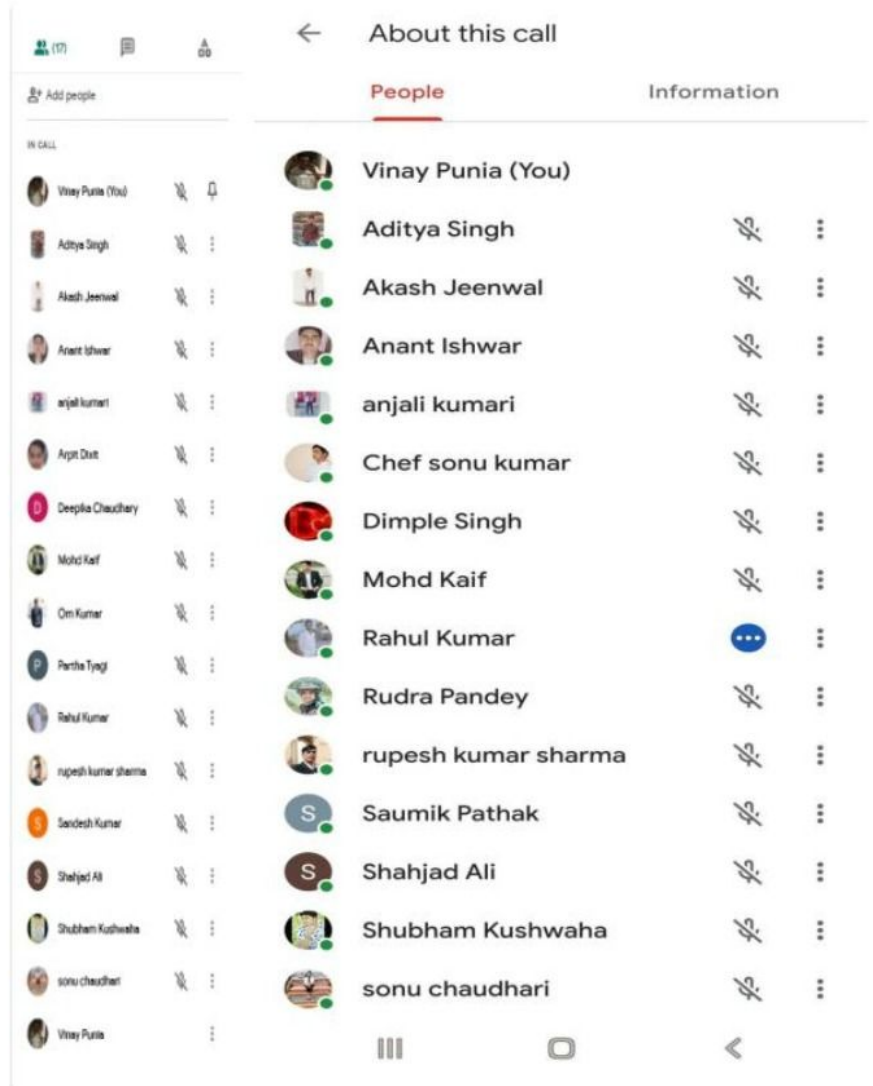 (17)
Add people
IN CALL
Vinay Punia (You)
Aditya Singh
Akash Jeenwal
Anant Ishwar
anjali kumari
Arpit Dixit
D Deepika Chaudhary
Mohd Kaif
Om Kumar
P Partha Tyagi
Rahul Kumar
rupesh kumar sharma
S Sandesh Kumar
S Shahjad Ali
Shubham Kushwaha
sonu chaudhari
Vinay Punia
About this call
People Information
Vinay Punia (You)
Aditya Singh
Akash Jeenwal
Anant Ishwar
anjali kumari
Chef sonu kumar
Dimple Singh
Mohd Kaif
Rahul Kumar
Rudra Pandey
rupesh kumar sharma
S Saumik Pathak
S Shahjad Ali
Shubham Kushwaha
sonu chaudhari